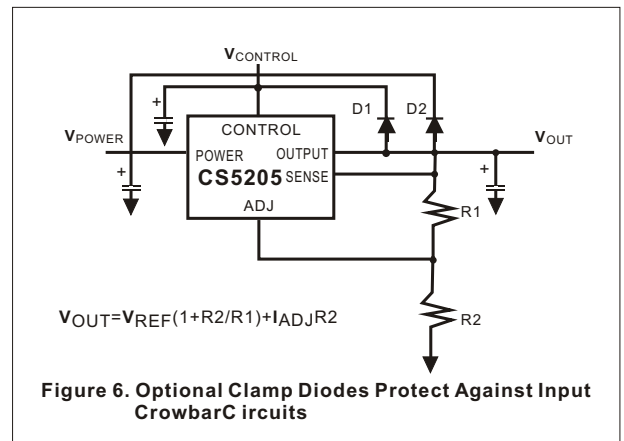 VCONTROL
+
D1
D2
VPOWER
CONTROL
VOUT
POWER
OUTPUT
+
+
CS5205
SENSE
ADJ
R1
VOUT=VREF(1+R2/R1)+IADJR2
R2
Figure 6. Optional Clamp Diodes Protect Against Input
CrowbarC ircuits